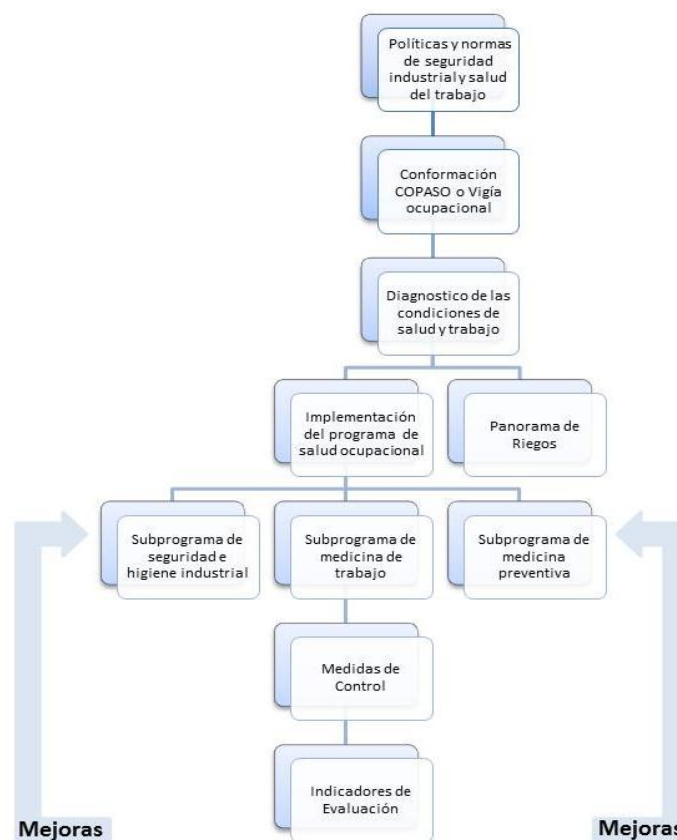 Políticas y normas
de seguridad
industrial y salud
del trabajo
Conformación
COPASO o Vigía
ocupacional
Diagnostico de las
condiciones de
salud y trabajo
Implementación
del programa de
salud ocupacional
Panorama de
Riegos
Subprograma de
seguridad e
higiene industrial
Subprograma de
medicina de
trabajo
Subprograma de
medicina
preventiva
Medidas de
Control
Indicadores de
Evaluación
Mejoras
Mejoras